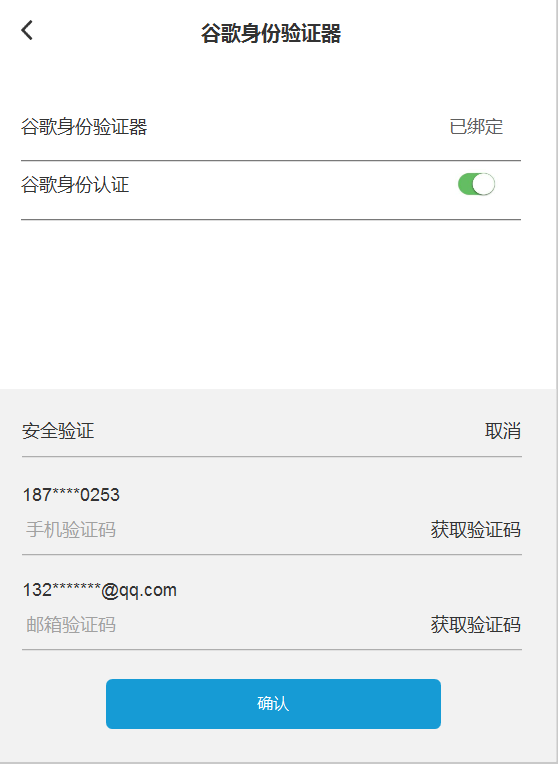 谷歌身份验证器
谷歌身份验证器 已绑定
谷歌身份认证
安全验证 取消
187****0253
手机验证码 获取验证码
132*******@qq.com
邮箱验证码 获取验证码
确认